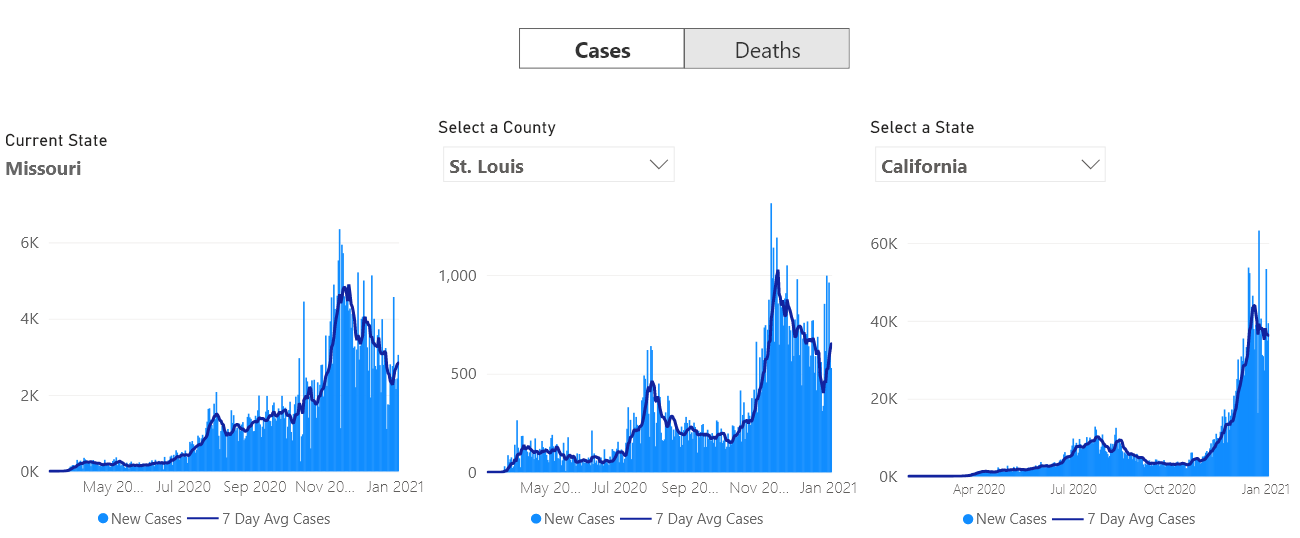 Cases Deaths
Current State
Missouri
6K
4K
2K
0K
May 20... Jul 2020 Sep 2020 Nov 20... Jan 2021
New Cases 7 Day Avg Cases
Select a County
St. Louis
1,000
500
0
May 20... Jul 2020 Sep 20... Nov 20... Jan 2021
New Cases 7 Day Avg Cases
Select a State
California
60K
40K
20K
0K
Apr 2020 Jul 2020 Oct 2020 Jan 2021
New Cases 7 Day Avg Cases